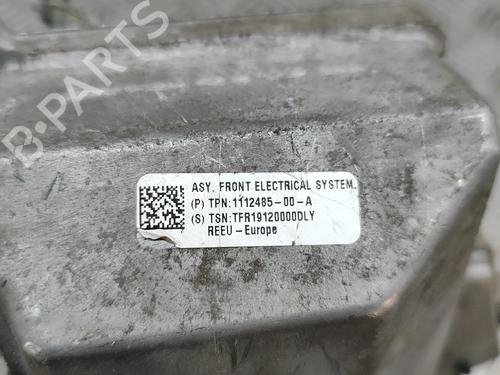 B-PARTS
ASY, FRONT ELECTRICAL SYSTEM
(P) TPN:1112485-00-A
(S) TSN:TFR19120000DLY
REEU-Europe